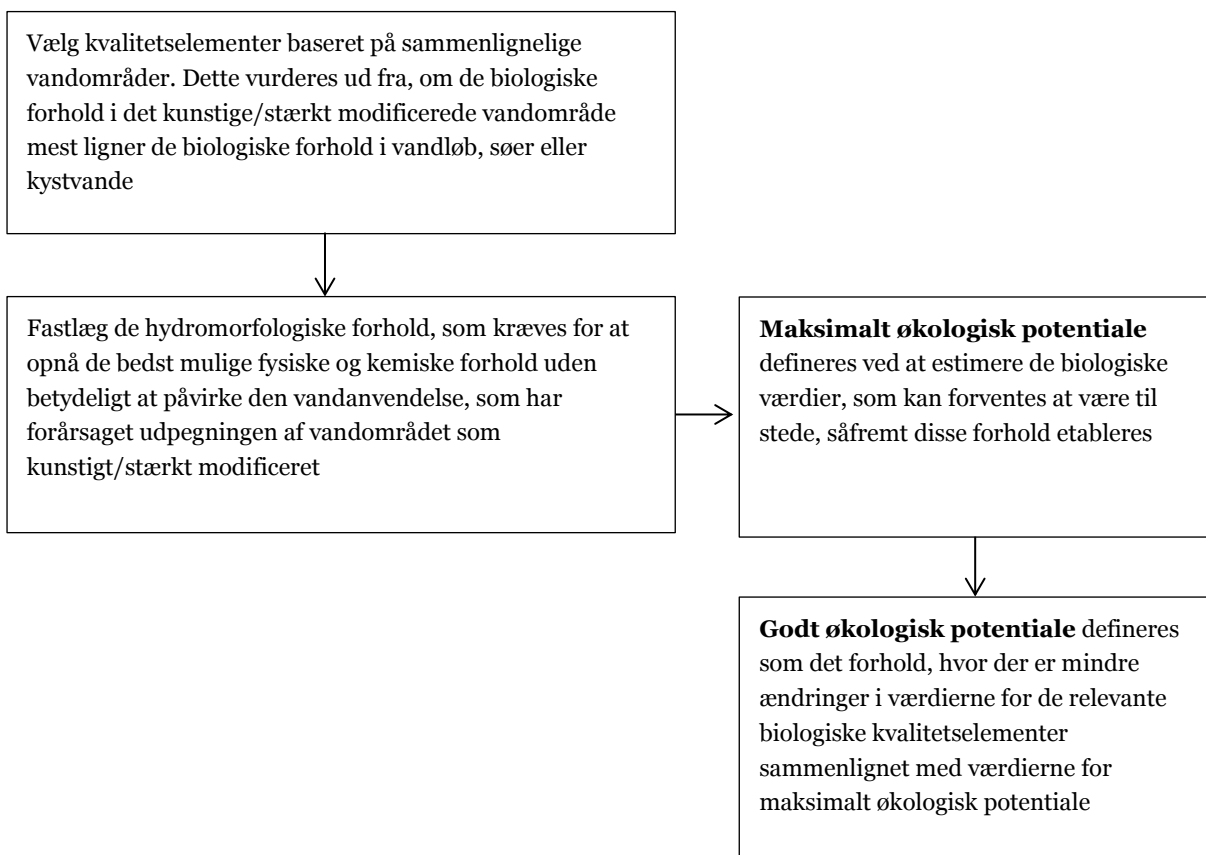 Vælg kvalitetselementer baseret på sammenlignelige
vandområder. Dette vurderes ud fra, om de biologiske
forhold i det kunstige/stærkt modificerede vandområde
mest ligner de biologiske forhold i vandløb, søer eller
kystvande
Fastlæg de hydromorfologiske forhold, som kræves for at
opnå de bedst mulige fysiske og kemiske forhold uden
betydeligt at påvirke den vandanvendelse, som har
forårsaget udpegningen af vandområdet som
kunstigt/stærkt modificeret
Maksimalt økologisk potentiale
defineres ved at estimere de biologiske
værdier, som kan forventes at være til
stede, såfremt disse forhold etableres
Godt økologisk potentiale defineres
som det forhold, hvor der er mindre
ændringer i værdierne for de relevante
biologiske kvalitetselementer
sammenlignet med værdierne for
maksimalt økologisk potentiale